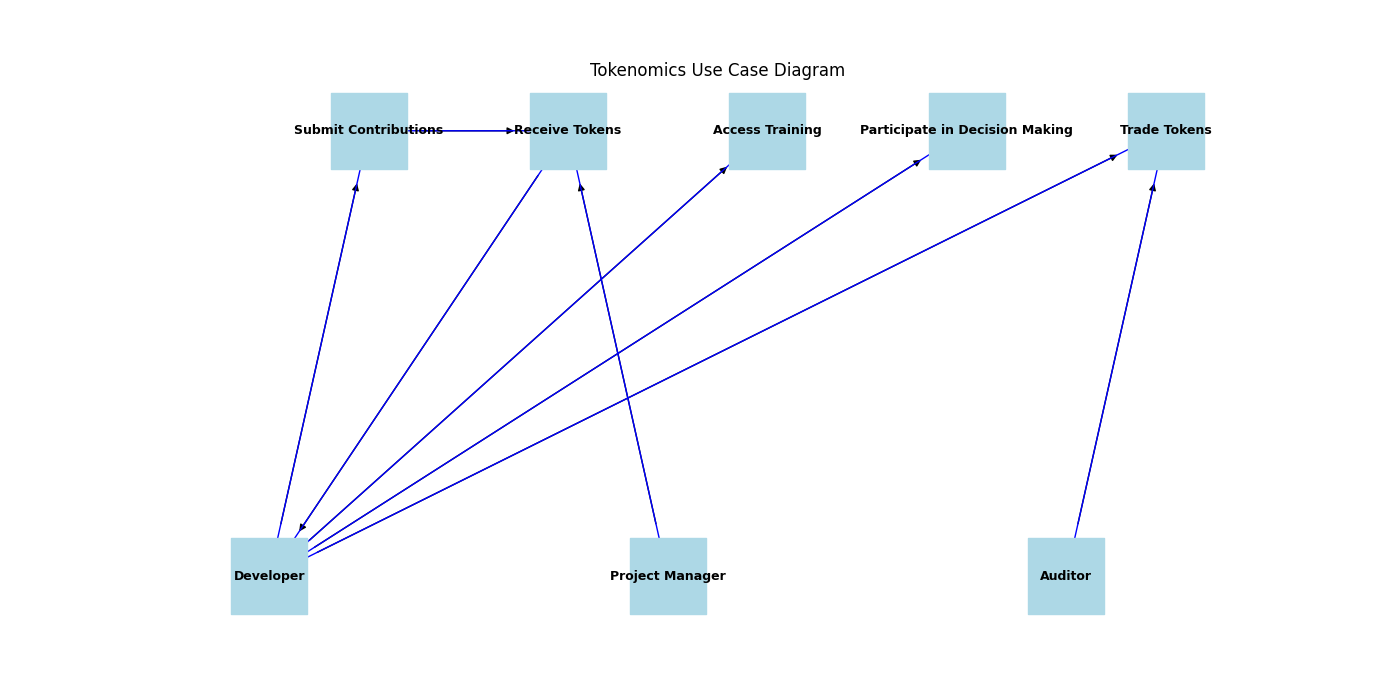 Tokenomics Use Case Diagram
Submit Contributions
Receive Tokens
Access Training
Participate in Decision Making
Trade Tokens
Developer
Project Manager
Auditor